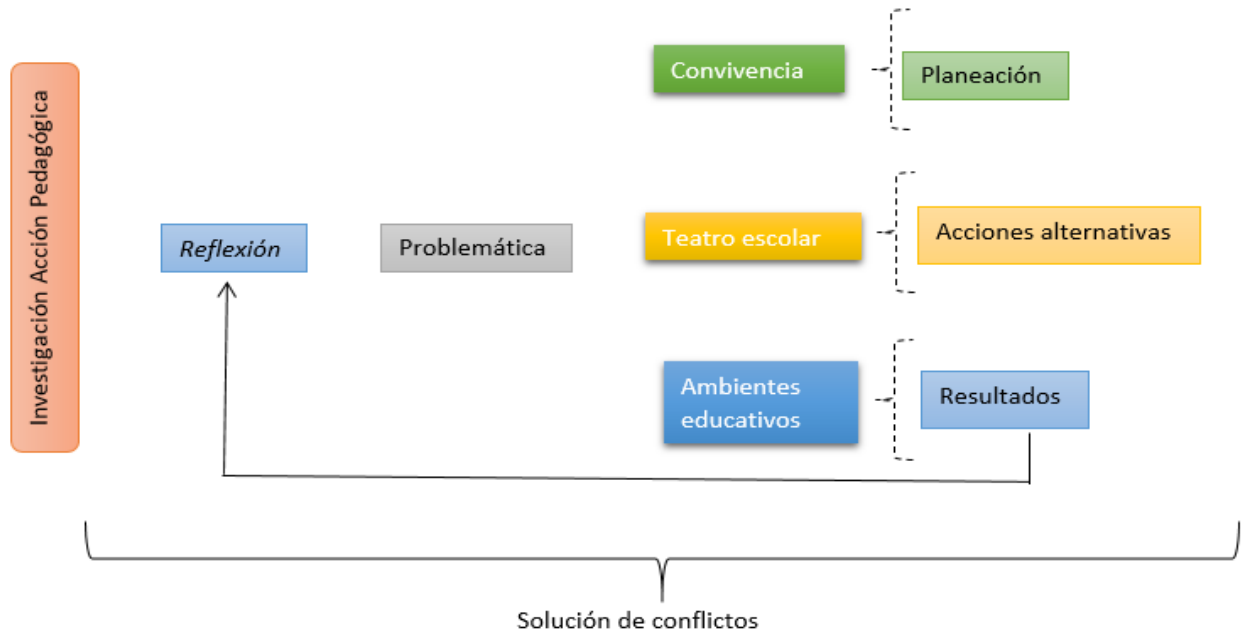 Investigación Acción Pedagógica
Reflexión
Problemática
Convivencia
Planeación
Teatro escolar
Acciones alternativas
Ambientes
educativos
Resultados
Solución de conflictos